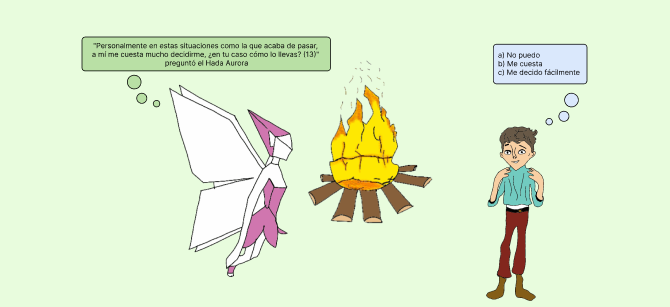 "Personalmente en estas situaciones como la que acaba de pasar,
a mí me cuesta mucho decidirme, ¿en tu caso cómo lo llevas? (13)"
preguntó el Hada Aurora
a) No puedo
b) Me cuesta
c) Me decido fácilmente